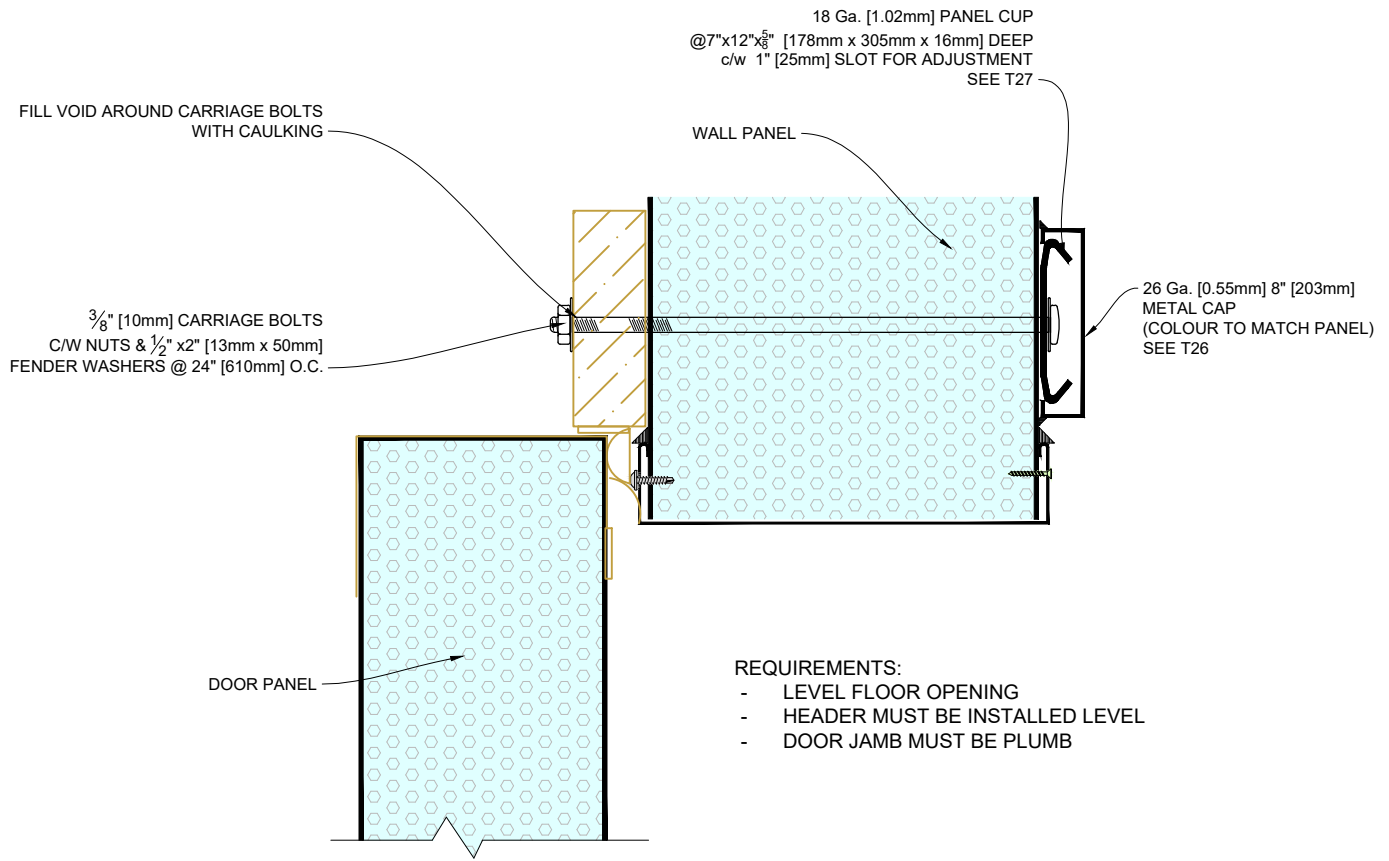 18 Ga. [1.02mm] PANEL CUP
@7"x12"x5/8" [178mm x 305mm x 16mm] DEEP
c/w 1" [25mm] SLOT FOR ADJUSTMENT
SEE T27
FILL VOID AROUND CARRIAGE BOLTS
WITH CAULKING
WALL PANEL
26 Ga. [0.55mm] 8" [203mm]
METAL CAP
(COLOUR TO MATCH PANEL)
SEE T26
3/8" [10mm] CARRIAGE BOLTS
C/W NUTS & 1/2" x2" [13mm x 50mm]
FENDER WASHERS @ 24" [610mm] O.C.
DOOR PANEL
REQUIREMENTS:
- LEVEL FLOOR OPENING
- HEADER MUST BE INSTALLED LEVEL
- DOOR JAMB MUST BE PLUMB